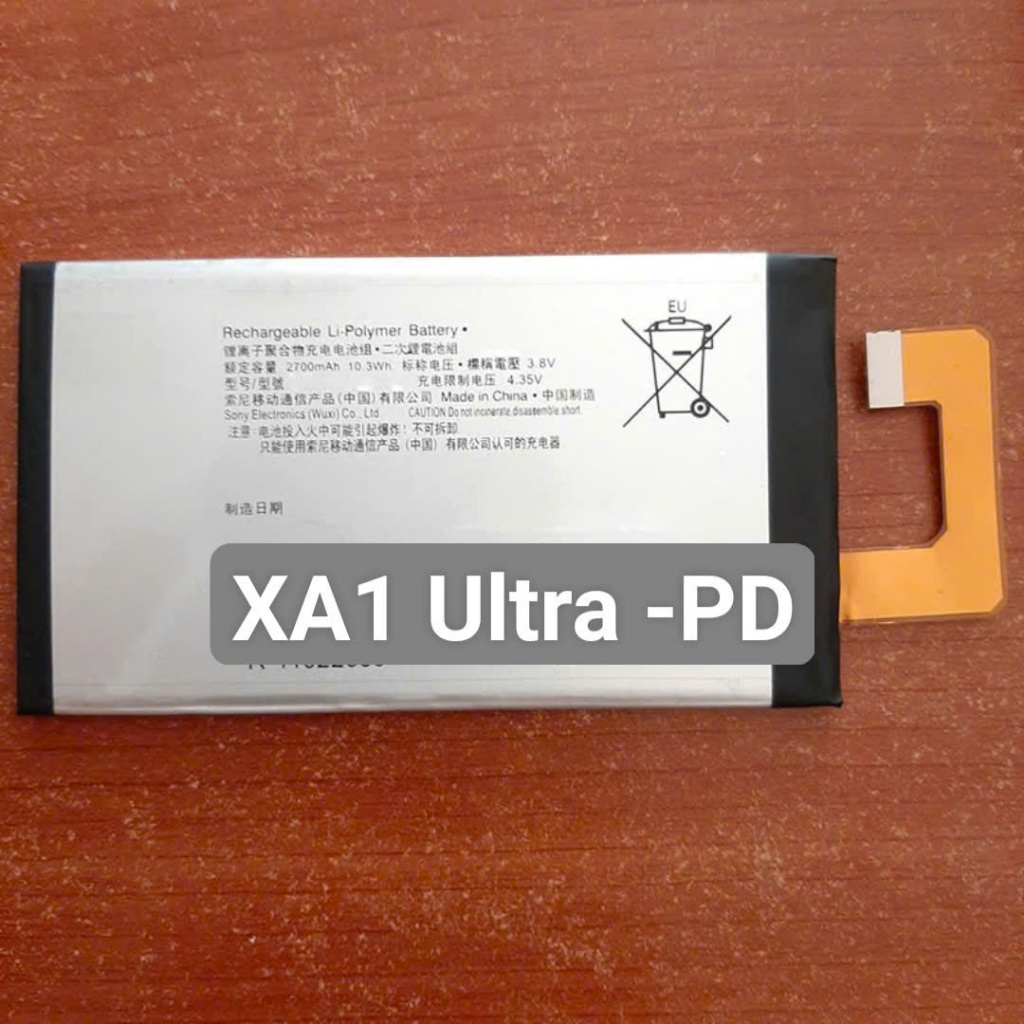 EU
Rechargeable Li-Polymer Battery •
锂离子聚合物充电电池组 • 二次鋰電池組
额定容量 2700mAh 10.3Wh 标称电压 • 標稱電壓 3.8V
型号/型號 充电限制电压 4.35V
索尼移动通信产品(中国)有限公司 Made in China • 中国制造
Sony Electronics (Wuxi) Co., Ltd. CAUTION Do not incinerate, disassemble, short
注意: 电池投入火中可能引起爆炸! 不可拆卸
只能使用索尼移动通信产品 (中国) 有限公司认可的充电器
制造日期
XA1 Ultra -PD